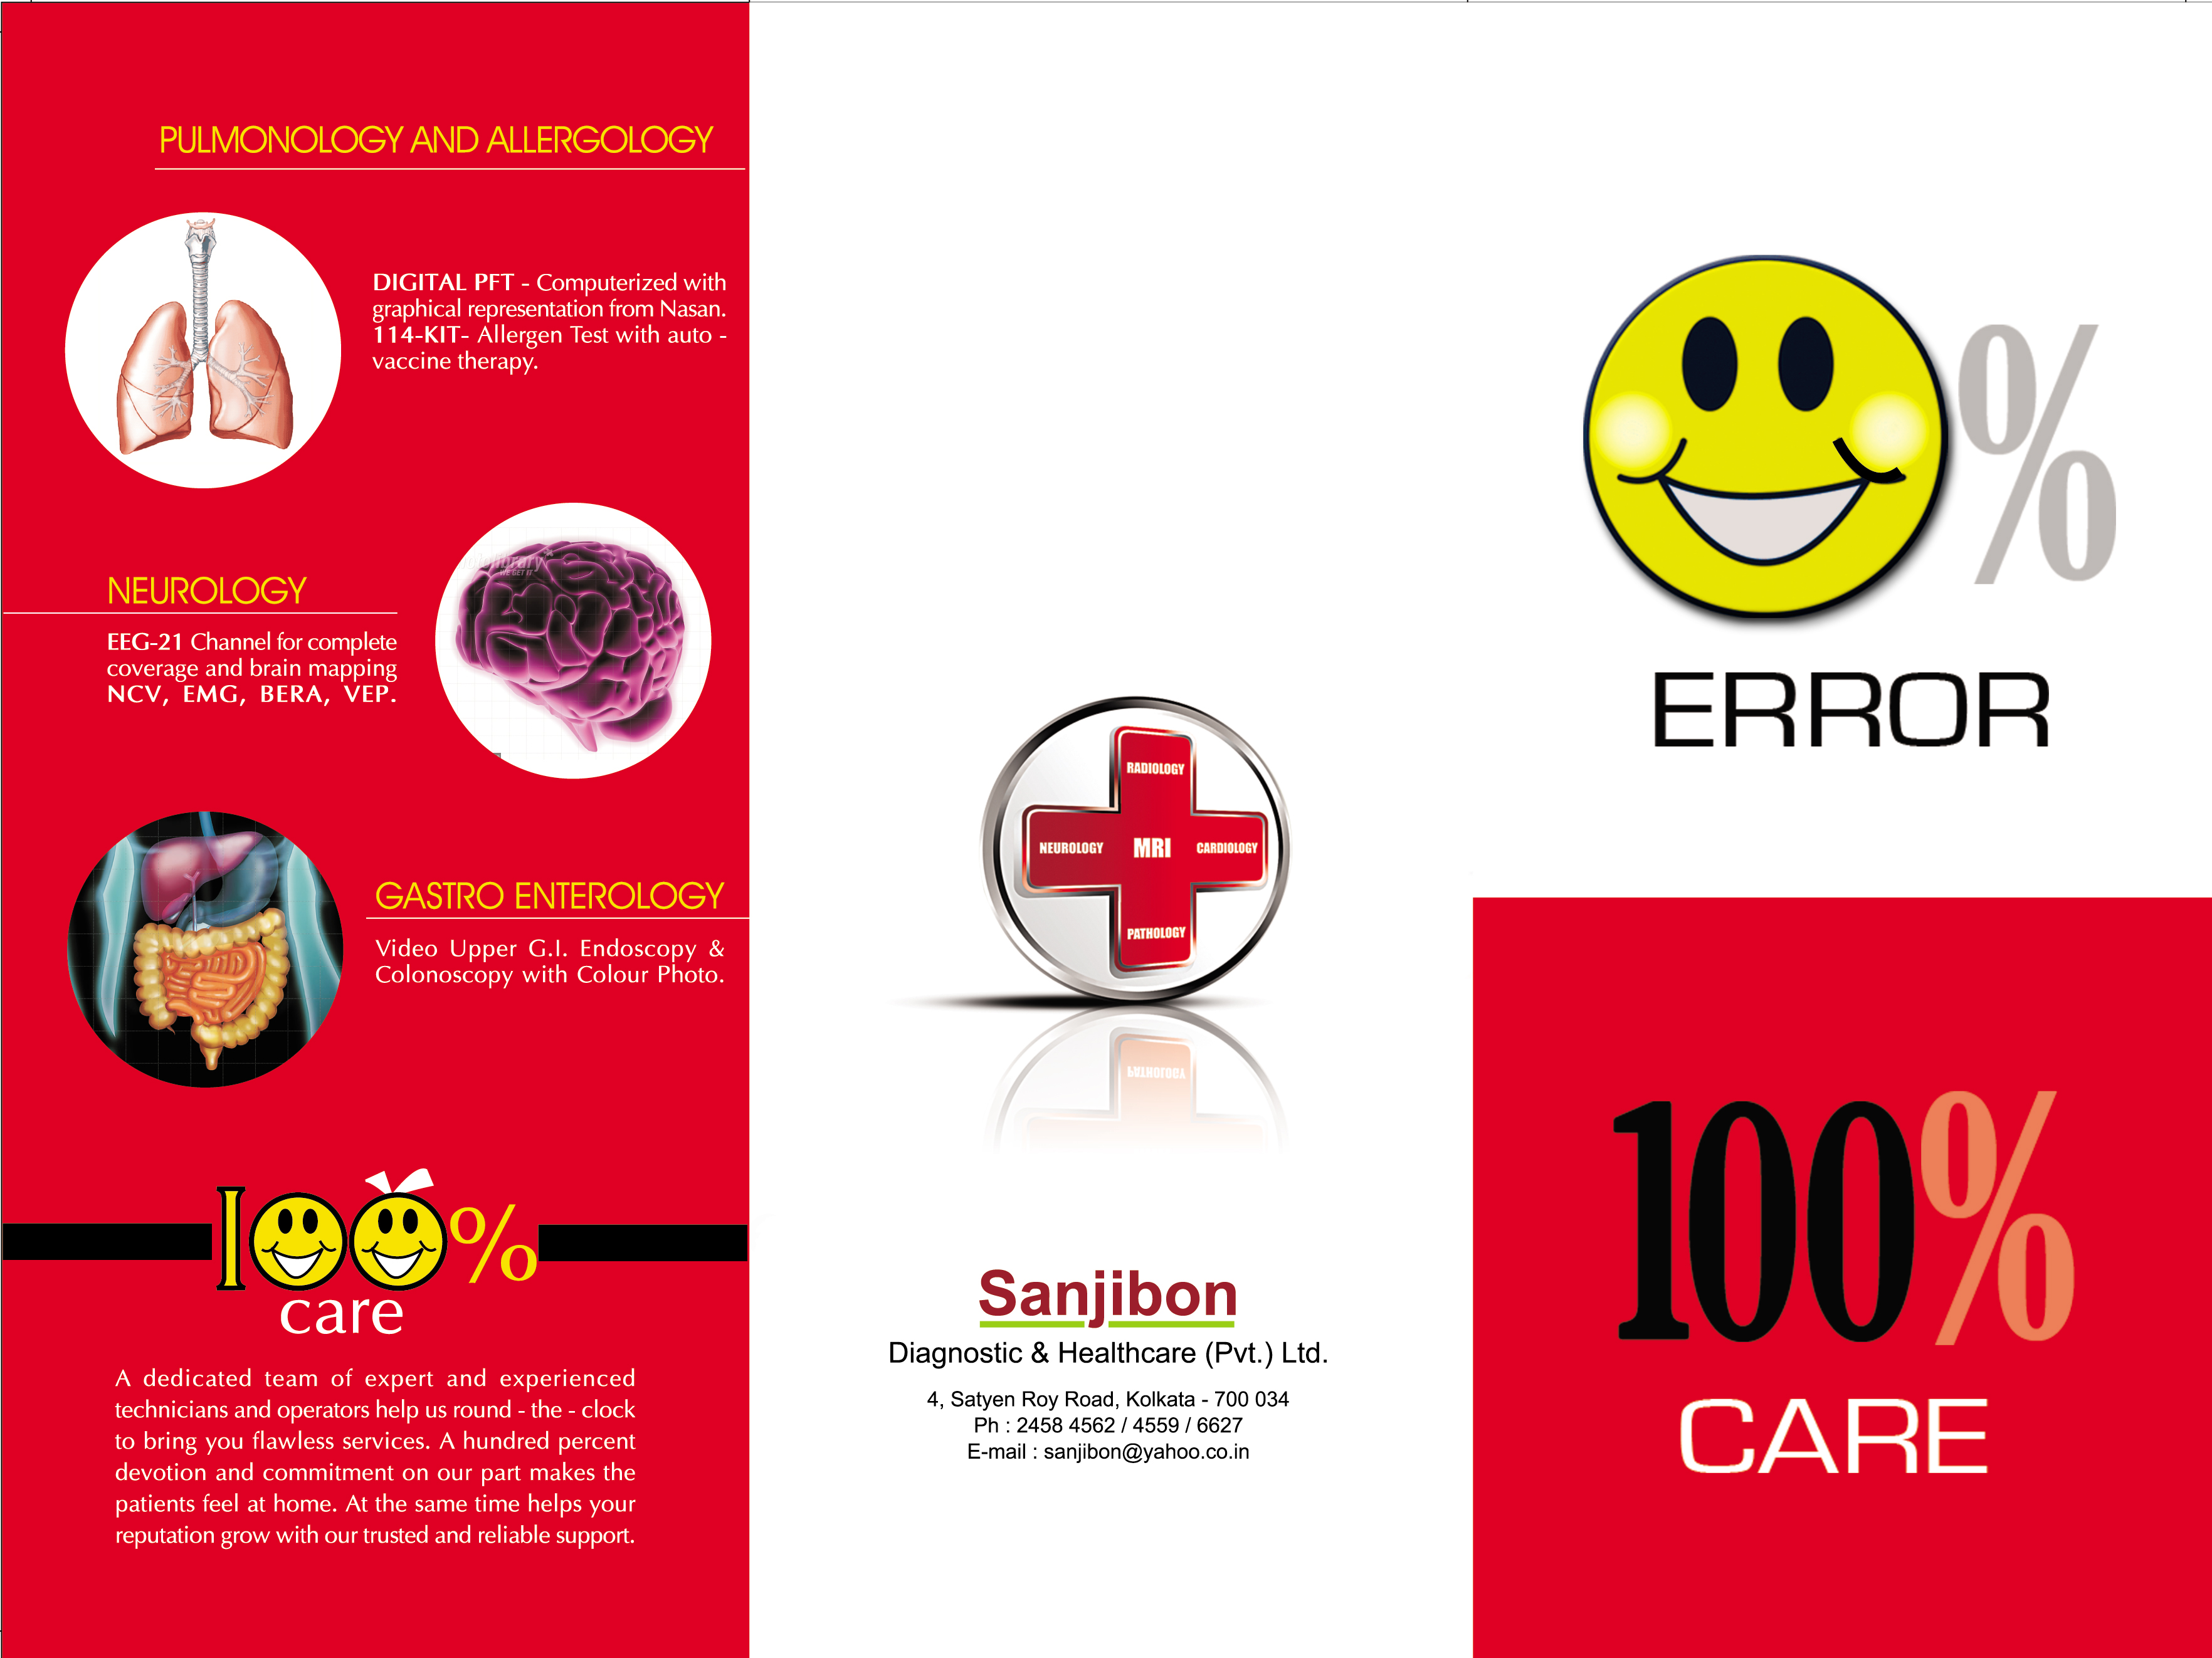 PULMONOLOGY AND ALLERGOLOGY
DIGITAL PFT - Computerized with
graphical representation from Nasan.
114-KIT- Allergen Test with auto -
vaccine therapy.
NEUROLOGY
EEG-21 Channel for complete
coverage and brain mapping
NCV, EMG, BERA, VEP.
WE GET IT
GASTRO ENTEROLOGY
Video Upper G.I. Endoscopy &
Colonoscopy with Colour Photo.
100%
care
A dedicated team of expert and experienced
technicians and operators help us round - the - clock
to bring you flawless services. A hundred percent
devotion and commitment on our part makes the
patients feel at home. At the same time helps your
reputation grow with our trusted and reliable support.
RADIOLOGY
NEUROLOGY MRI CARDIOLOGY
PATHOLOGY
PATHOLOGY
Sanjibon
Diagnostic & Healthcare (Pvt.) Ltd.
4, Satyen Roy Road, Kolkata - 700 034
Ph : 2458 4562 / 4559 / 6627
E-mail : sanjibon@yahoo.co.in
%
ERROR
100%
CARE